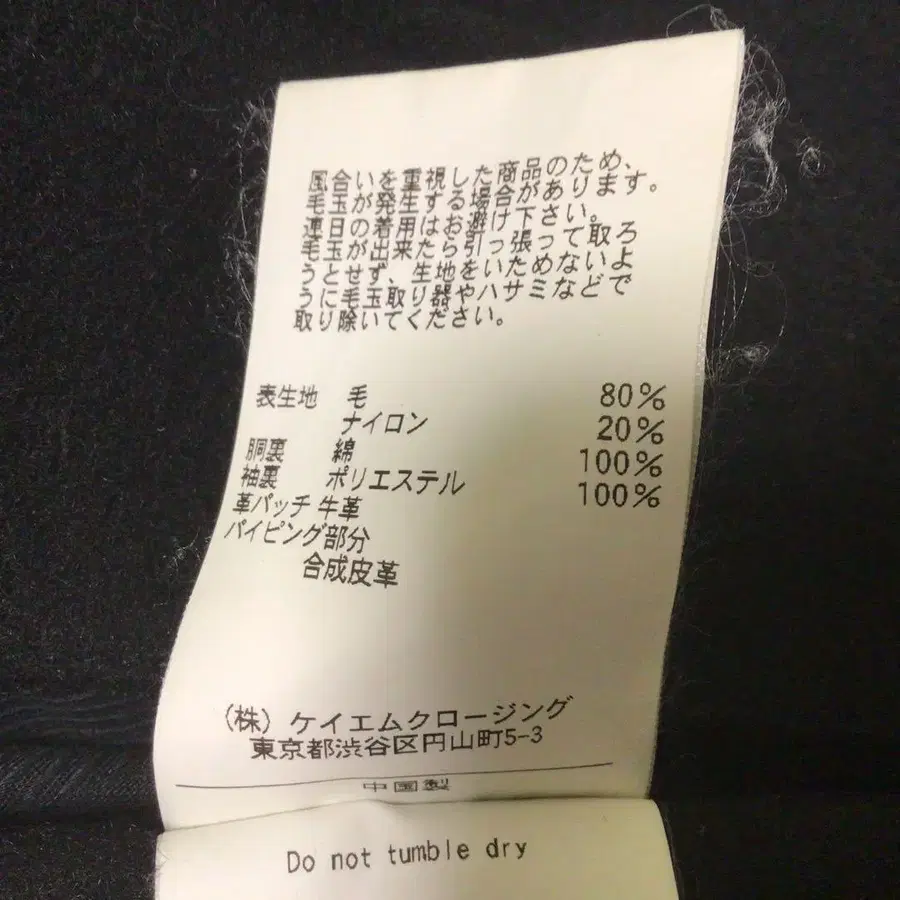 風合いを重視した商品のため、
毛玉が発生する場合があります。
連日の着用はお避け下さい。
毛玉が出来たら引っ張って取ろ
うとせず、生地をいためないよ
うに毛玉取り器やハサミなどで
取り除いてください。
表生地 毛 80%
ナイロン 20%
胴裏 綿 100%
袖裏 ポリエステル 100%
革パッチ 牛革
パイピング部分
合成皮革
(株) ケイエムクロージング
東京都渋谷区円山町5-3
中国製
Do not tumble dry